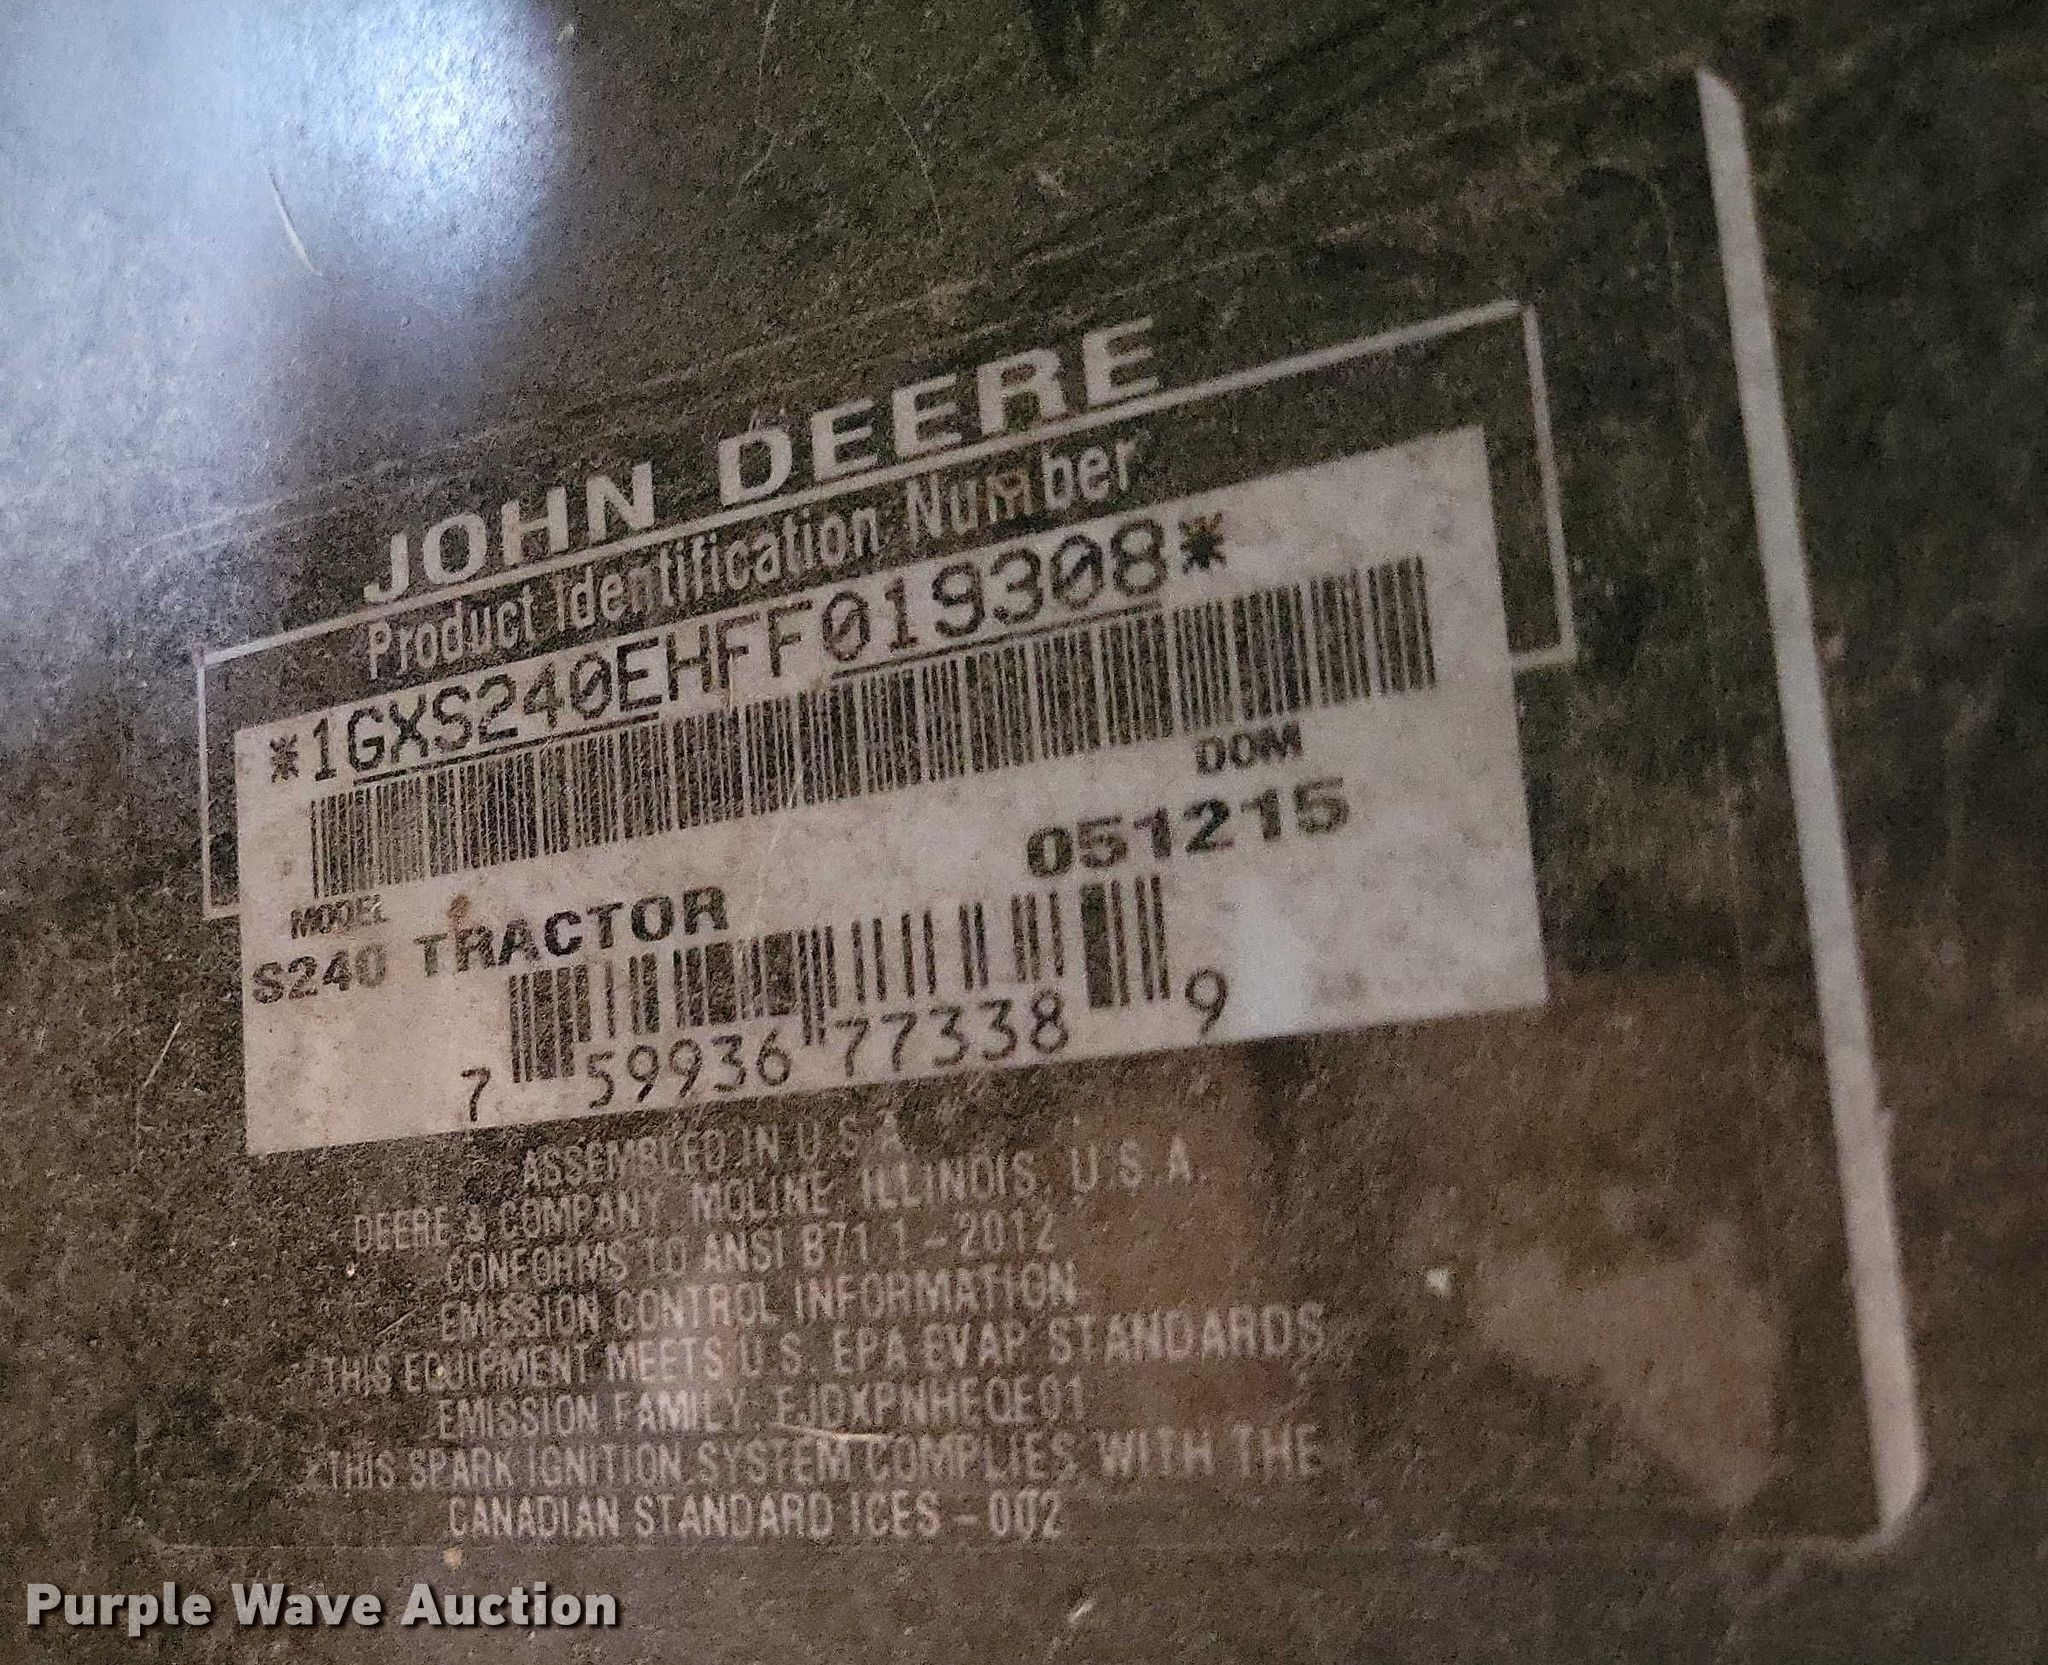 JOHN DEERE
Product Identification Number
*1GXS240EHFF019308*
DOM
MODEL 051215
S240 TRACTOR
7 59936 77338 9
ASSEMBLED IN U.S.A.
DEERE & COMPANY MOLINE ILLINOIS U.S.A.
CONFORMS TO ANSI B71.1-2012
EMISSION CONTROL INFORMATION
THIS EQUIPMENT MEETS U.S. EPA EVAP STANDARDS
EMISSION FAMILY: FJDXPNHEQE01
THIS SPARK IGNITION SYSTEM COMPLIES WITH THE
CANADIAN STANDARD ICES-002
Purple Wave Auction